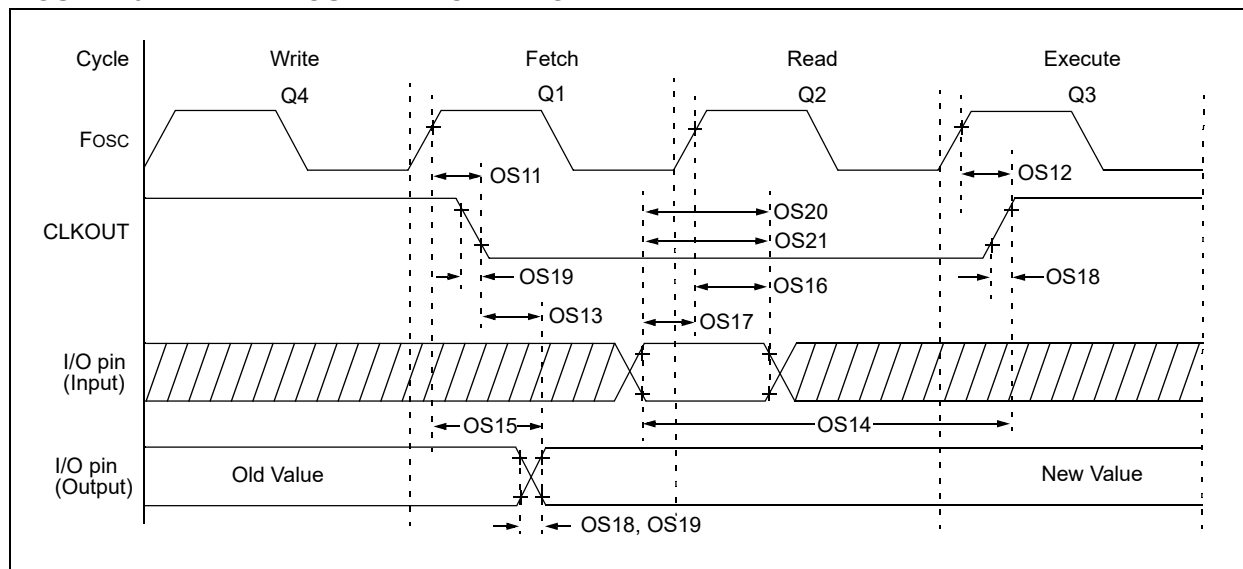 Cycle Write Fetch Read Execute
Q4 Q1 Q2 Q3
FOSC
OS11 OS12
OS20
CLKOUT
OS21
OS19 OS16 OS18
OS13 OS17
I/O pin
(Input)
OS15 OS14
I/O pin
(Output)
Old Value New Value
OS18, OS19